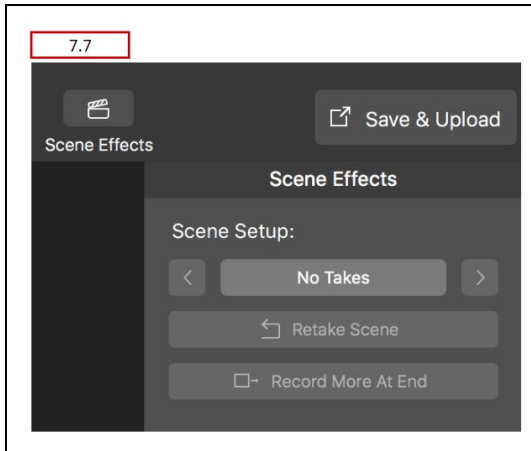 7.7
Save & Upload
Scene Effects
Scene Effects
Scene Setup:
No Takes
Retake Scene
Record More At End